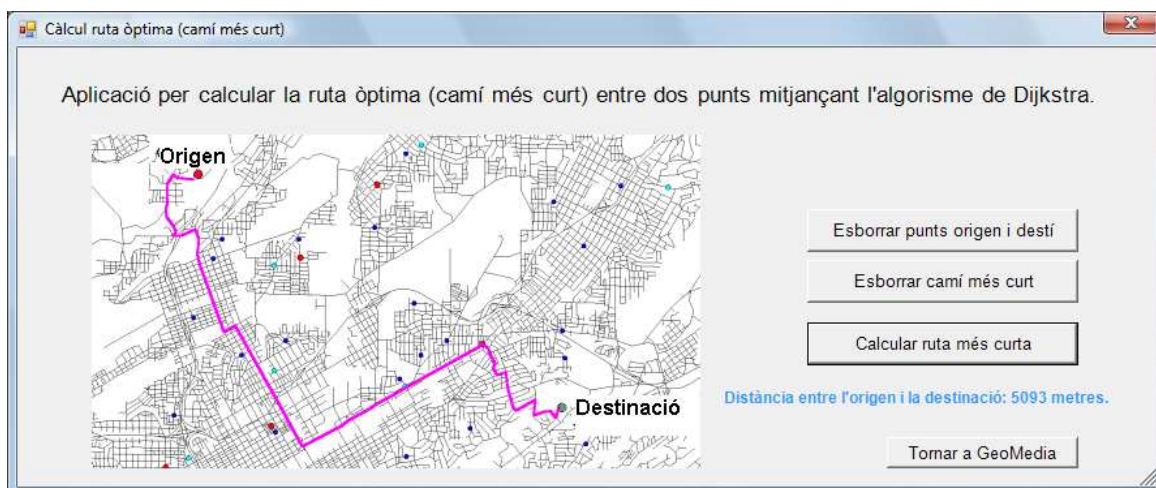 Càlcul ruta òptima (camí més curt)
Aplicació per calcular la ruta òptima (camí més curt) entre dos punts mitjançant l'algorisme de Dijkstra.
Origen
Destinació
Esborrar punts origen i destí
Esborrar camí més curt
Calcular ruta més curta
Distància entre l'origen i la destinació: 5093 metres.
Tornar a GeoMedia